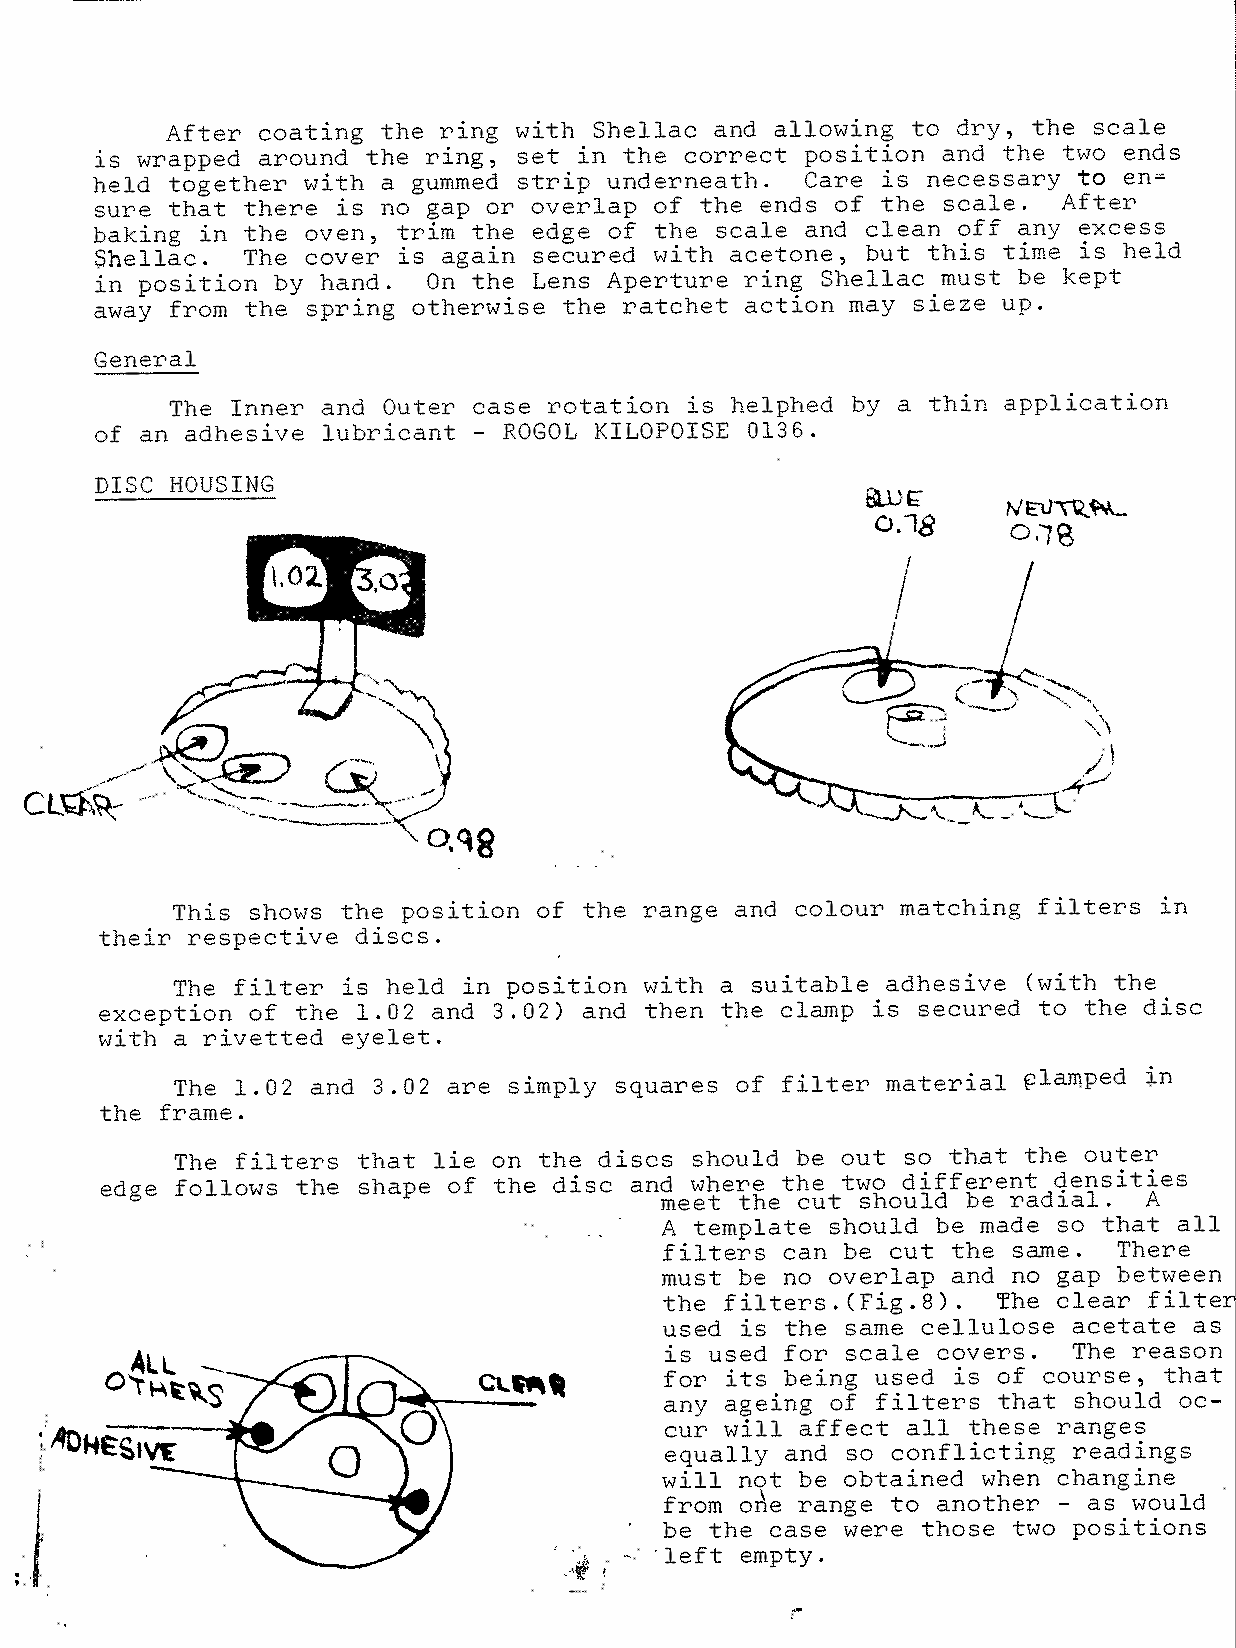 After coating the ring with Shellac and allowing to dry, the scale
is wrapped around the ring, set in the correct position and the two ends
held together with a gummed strip underneath. Care is necessary to en=
sure that there is no gap or overlap of the ends of the scale. After
baking in the oven, trim the edge of the scale and clean off any excess
Shellac. The cover is again secured with acetone, but this time is held
in position by hand. On the Lens Aperture ring Shellac must be kept
away from the spring otherwise the ratchet action may sieze up.
General
The Inner and Outer case rotation is helphed by a thin application
of an adhesive lubricant - ROGOL KILOPOISE 0136.
DISC HOUSING
BLUE
0.78
NEUTRAL
0.78
1.02 3.02
CLEAR
0.98
This shows the position of the range and colour matching filters in
their respective discs.
The filter is held in position with a suitable adhesive (with the
exception of the 1.02 and 3.02) and then the clamp is secured to the disc
with a rivetted eyelet.
The 1.02 and 3.02 are simply squares of filter material clamped in
the frame.
The filters that lie on the discs should be out so that the outer
edge follows the shape of the disc and where the two different densities
meet the cut should be radial. A
A template should be made so that all
filters can be cut the same. There
must be no overlap and no gap between
the filters.(Fig.8). The clear filter
used is the same cellulose acetate as
is used for scale covers. The reason
for its being used is of course, that
any ageing of filters that should oc-
cur will affect all these ranges
equally and so conflicting readings
will not be obtained when changine
from one range to another - as would
be the case were those two positions
left empty.
ALL
OTHERS
CLEAR
ADHESIVE